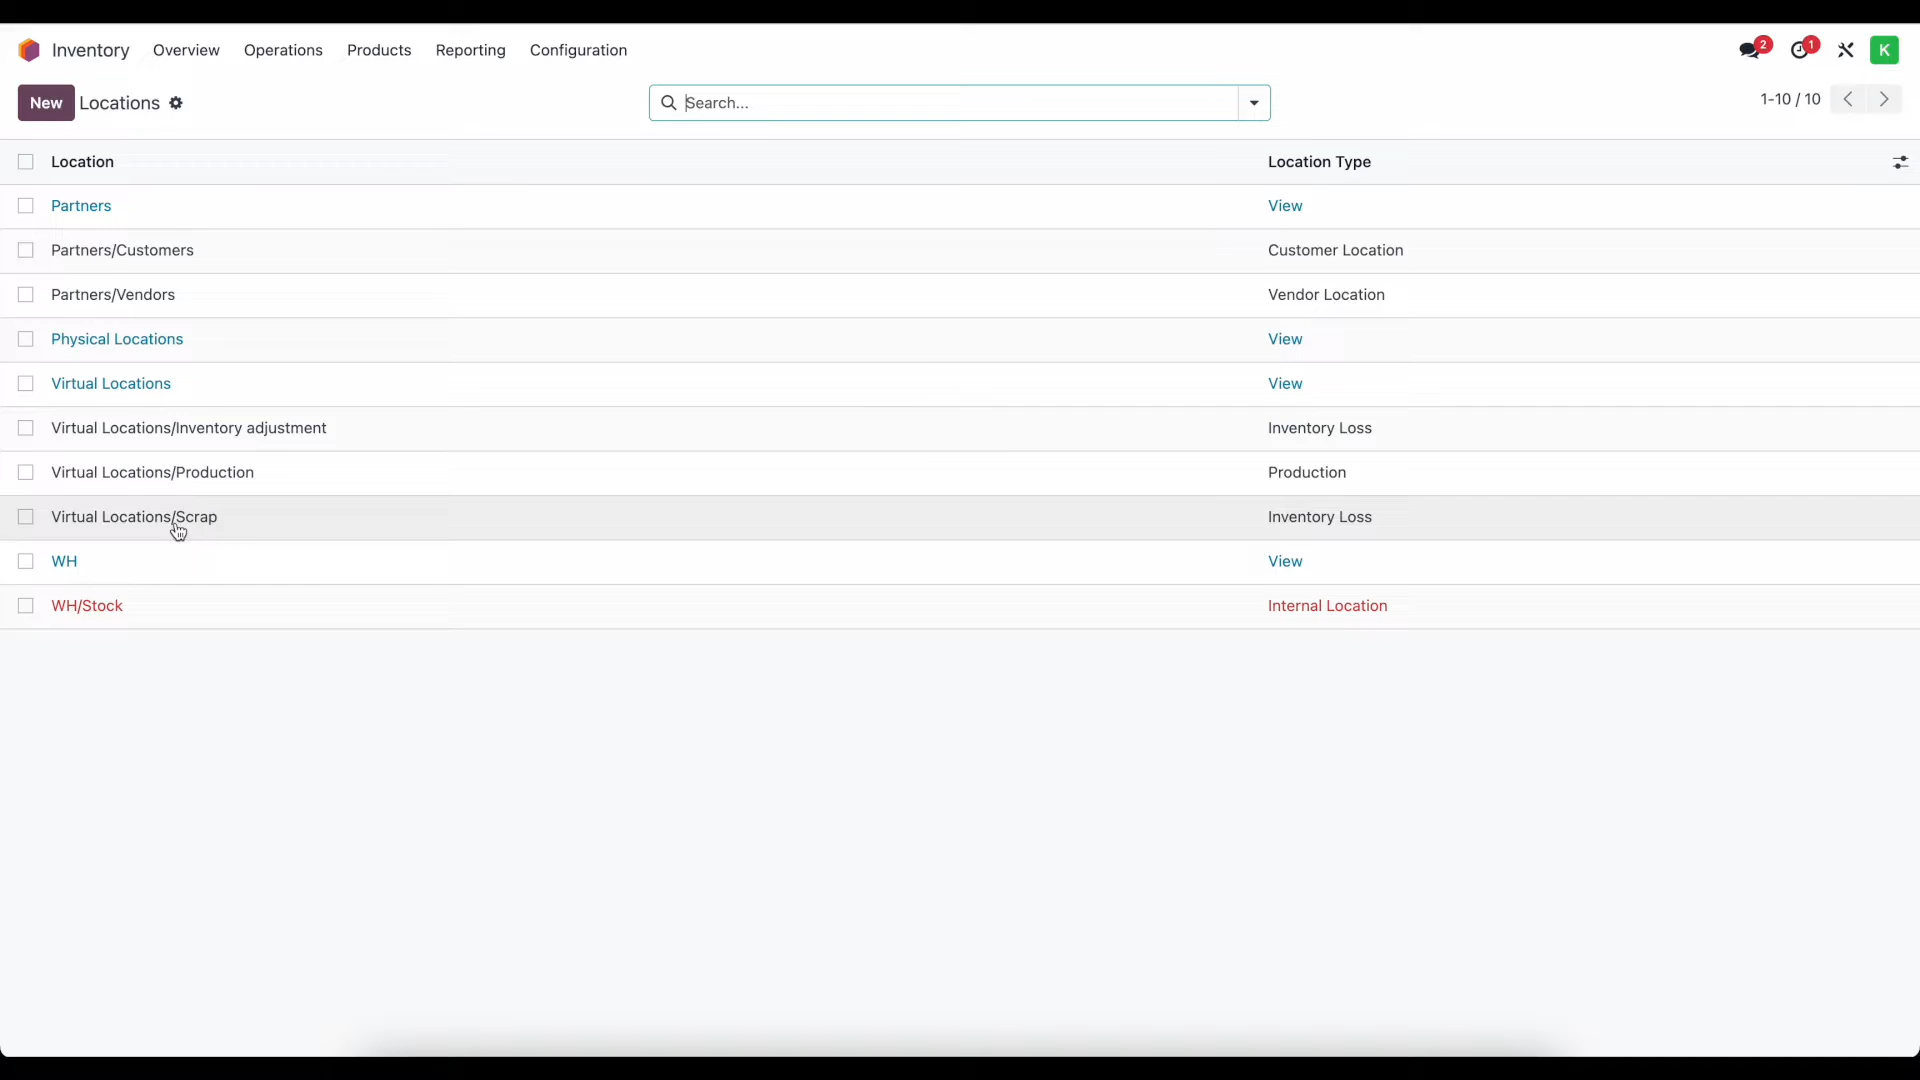 Inventory Overview Operations Products Reporting Configuration 2 1 K
New Locations Search... 1-10 / 10
Location Location Type
Partners View
Partners/Customers Customer Location
Partners/Vendors Vendor Location
Physical Locations View
Virtual Locations View
Virtual Locations/Inventory adjustment Inventory Loss
Virtual Locations/Production Production
Virtual Locations/Scrap Inventory Loss
WH View
WH/Stock Internal Location